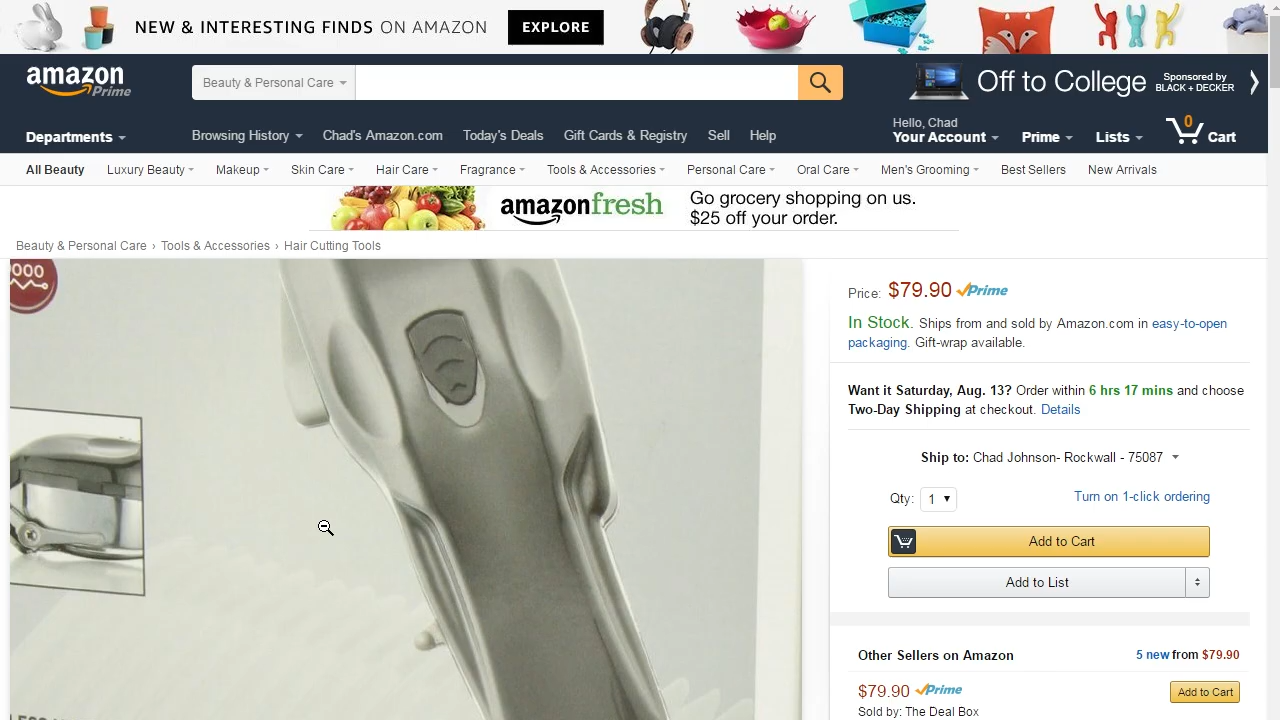 NEW & INTERESTING FINDS ON AMAZON
EXPLORE
amazon
Prime
Beauty & Personal Care
Off to College
Sponsored by
BLACK + DECKER
Departments
Browsing History
Chad's Amazon.com
Today's Deals
Gift Cards & Registry
Sell
Help
Hello, Chad
Your Account
Prime
Lists
0
Cart
All Beauty
Luxury Beauty
Makeup
Skin Care
Hair Care
Fragrance
Tools & Accessories
Personal Care
Oral Care
Men's Grooming
Best Sellers
New Arrivals
amazonfresh
Go grocery shopping on us.
$25 off your order.
Beauty & Personal Care › Tools & Accessories › Hair Cutting Tools
Price: $79.90 Prime
In Stock. Ships from and sold by Amazon.com in easy-to-open
packaging. Gift-wrap available.
Want it Saturday, Aug. 13? Order within 6 hrs 17 mins and choose
Two-Day Shipping at checkout. Details
Ship to: Chad Johnson- Rockwall - 75087
Qty: 1
Turn on 1-click ordering
Add to Cart
Add to List
Other Sellers on Amazon
5 new from $79.90
$79.90 Prime
Add to Cart
Sold by: The Deal Box